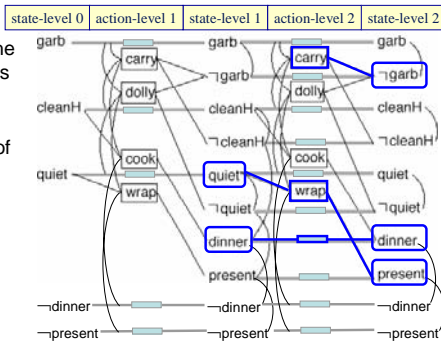 state-level 0 action-level 1 state-level 1 action-level 2 state-level 2
ne
s
of
garb garb garb
carry carry
¬garb ¬garb
dolly dolly
cleanH cleanH cleanH
¬cleanH ¬cleanH
cook cook
quiet quiet quiet
wrap wrap
¬quiet ¬quiet
dinner dinner
present present
¬dinner ¬dinner ¬dinner
¬present ¬present ¬present